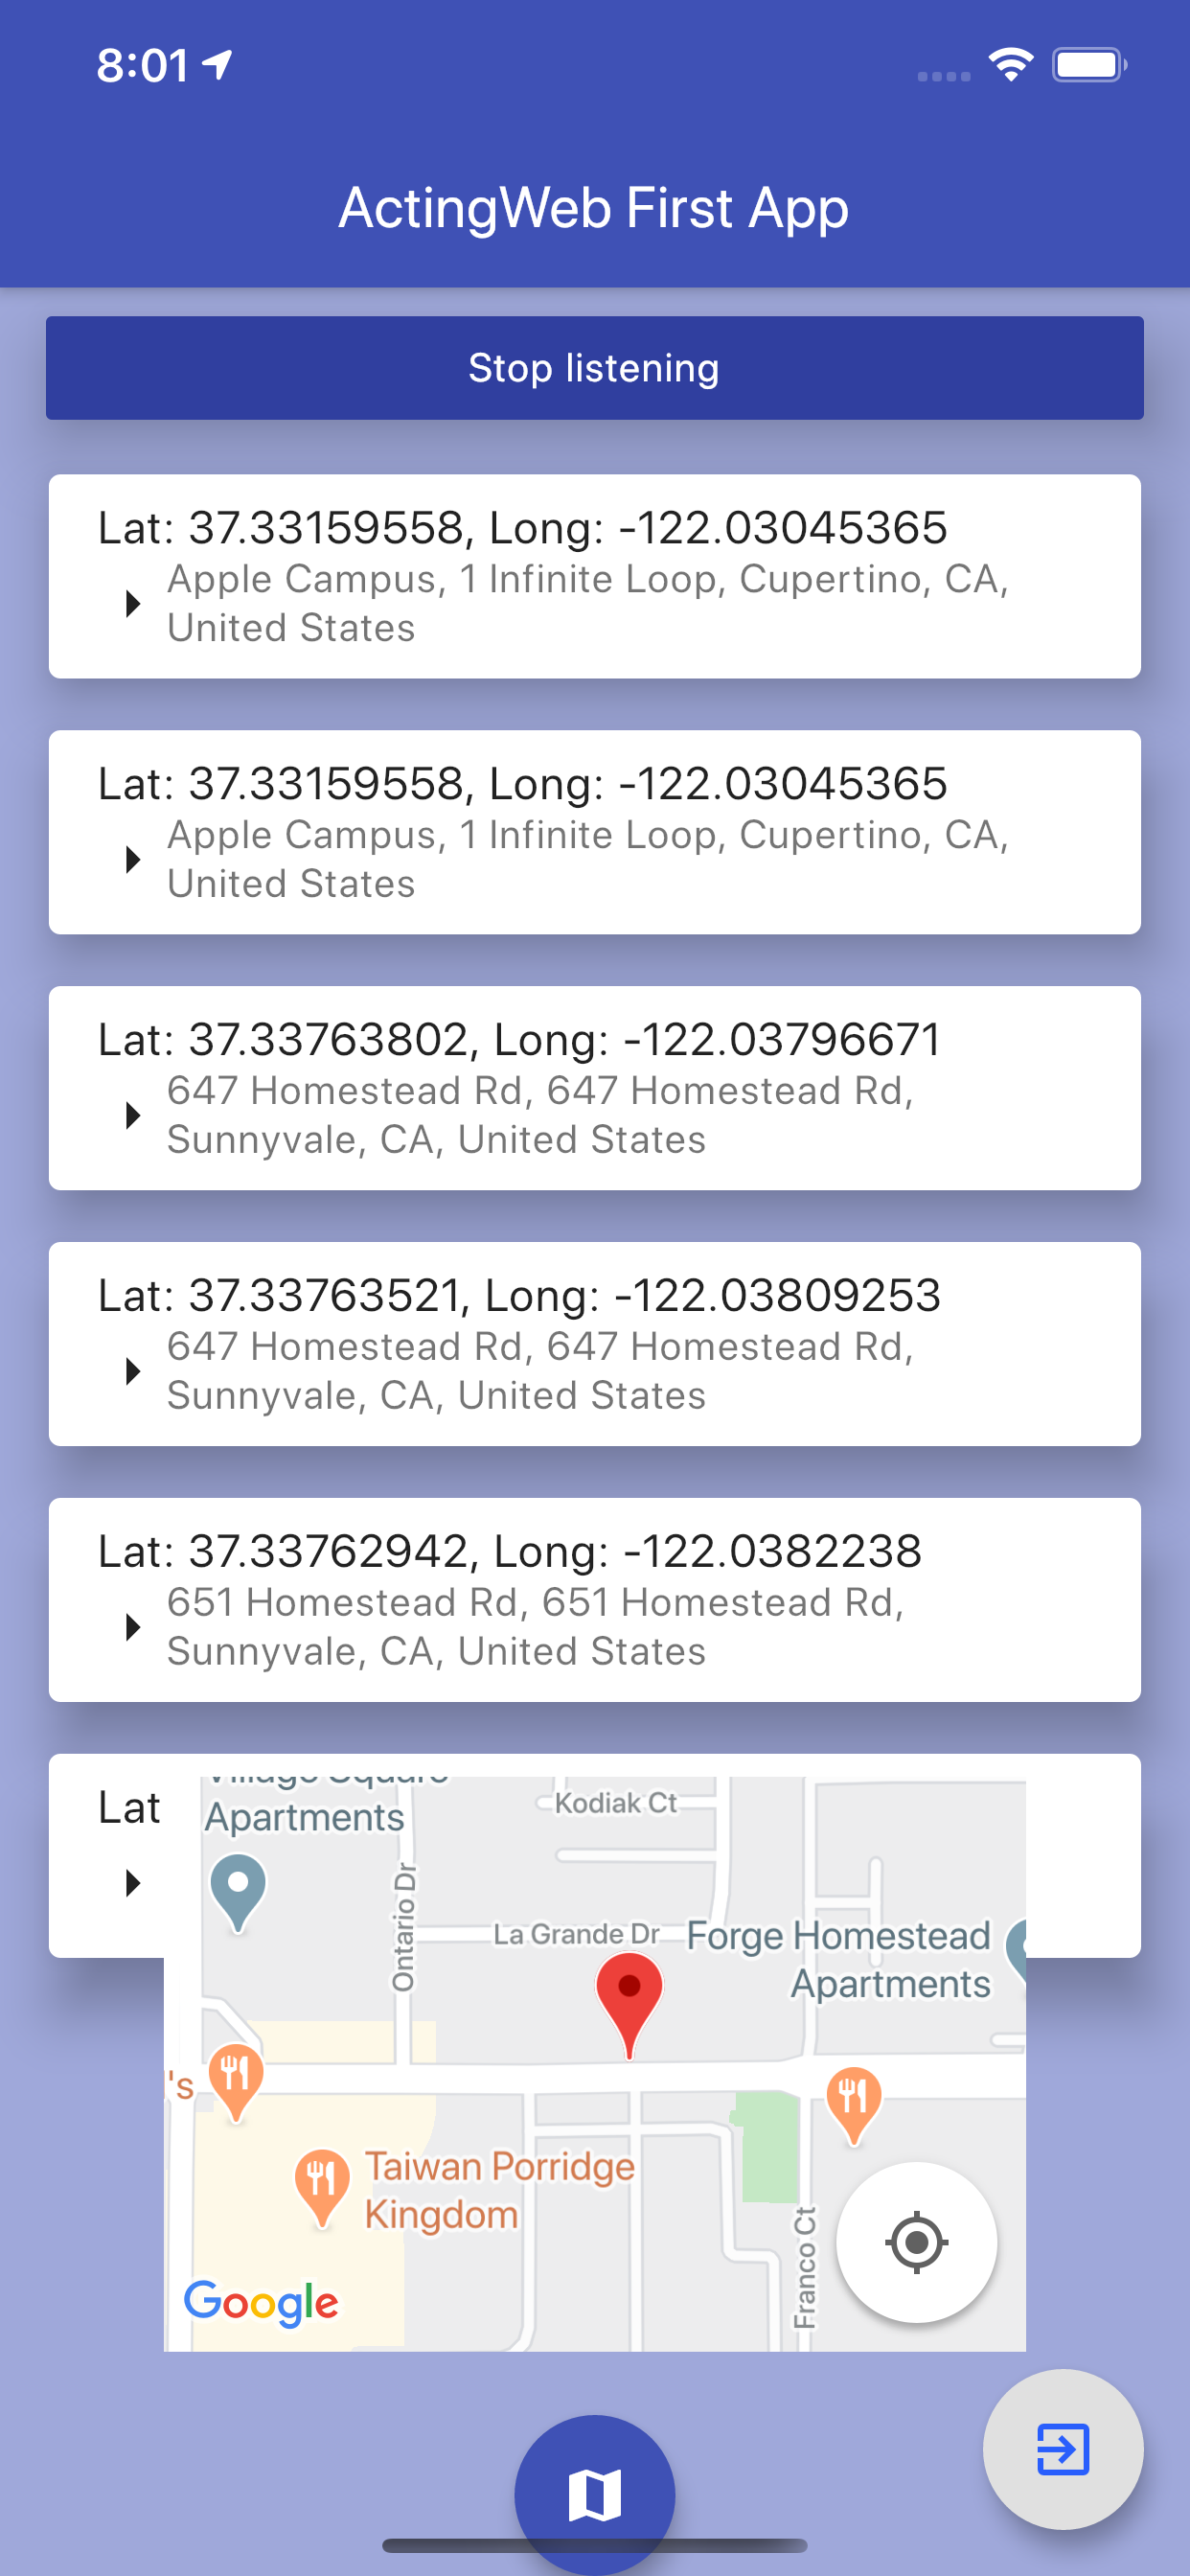 8:01
ActingWeb First App
Stop listening
Lat: 37.33159558, Long: -122.03045365
Apple Campus, 1 Infinite Loop, Cupertino, CA,
United States
Lat: 37.33159558, Long: -122.03045365
Apple Campus, 1 Infinite Loop, Cupertino, CA,
United States
Lat: 37.33763802, Long: -122.03796671
647 Homestead Rd, 647 Homestead Rd,
Sunnyvale, CA, United States
Lat: 37.33763521, Long: -122.03809253
647 Homestead Rd, 647 Homestead Rd,
Sunnyvale, CA, United States
Lat: 37.33762942, Long: -122.0382238
651 Homestead Rd, 651 Homestead Rd,
Sunnyvale, CA, United States
Lat
Village Square
Apartments
Kodiak Ct
Ontario Dr
La Grande Dr
Forge Homestead
Apartments
's
Taiwan Porridge
Kingdom
Franco Ct
Google